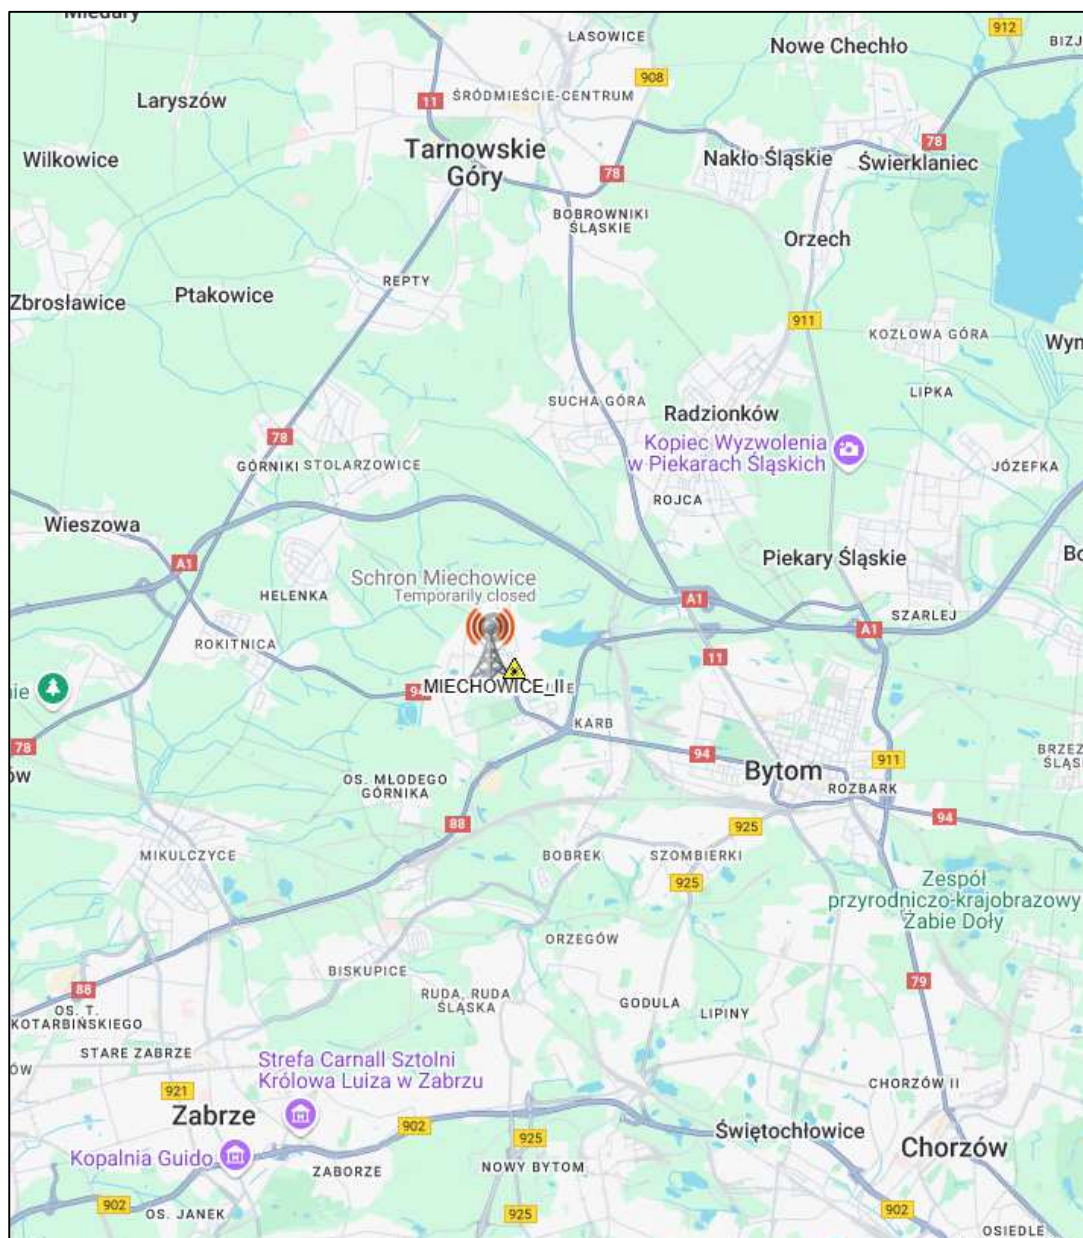 Miedary
LASOWICE
912
Nowe Chechło
BIZJ
908
Laryszów
11
ŚRÓDMIEŚCIE-CENTRUM
78
Wilkowice
Tarnowskie
Góry
Nakło Śląskie
Świerklaniec
78
BOBROWNIKI
ŚLĄSKIE
Orzech
REPTY
Zbrosławice
Ptakowice
911
KOZŁOWA GÓRA
Wym
LIPKA
SUCHA GÓRA
Radzionków
78
Kopiec Wyzwolenia
w Piekarach Śląskich
GÓRNIKI
STOLARZOWICE
JÓZEFKA
ROJCA
Wieszowa
A1
Piekary Śląskie
Bo
Schron Miechowice
Temporarily closed
HELENKA
A1
SZARLEJ
A1
ROKITNICA
11
nie
94
MIECHOWICE_II
78
KARB
94
911
BRZEZ
ŚLĄS
ów
OS. MŁODEGO
GÓRNIKA
Bytom
ROZBARK
88
94
925
MIKULCZYCE
BOBREK
SZOMBIERKI
925
Zespół
przyrodniczo-krajobrazowy
Żabie Doły
ORZEGÓW
BISKUPICE
79
88
RUDA, RUDA
ŚLĄSKA
GODULA
LIPINY
OS. T.
KOTARBIŃSKIEGO
STARE ZABRZE
ÓW
Strefa Carnall Sztolni
Królowa Luiza w Zabrzu
921
CHORZÓW II
Zabrze
902
925
Świętochłowice
Chorzów
Kopalnia Guido
ZABORZE
NOWY BYTOM
902
OS. JANEK
925
902
OSIEDLE